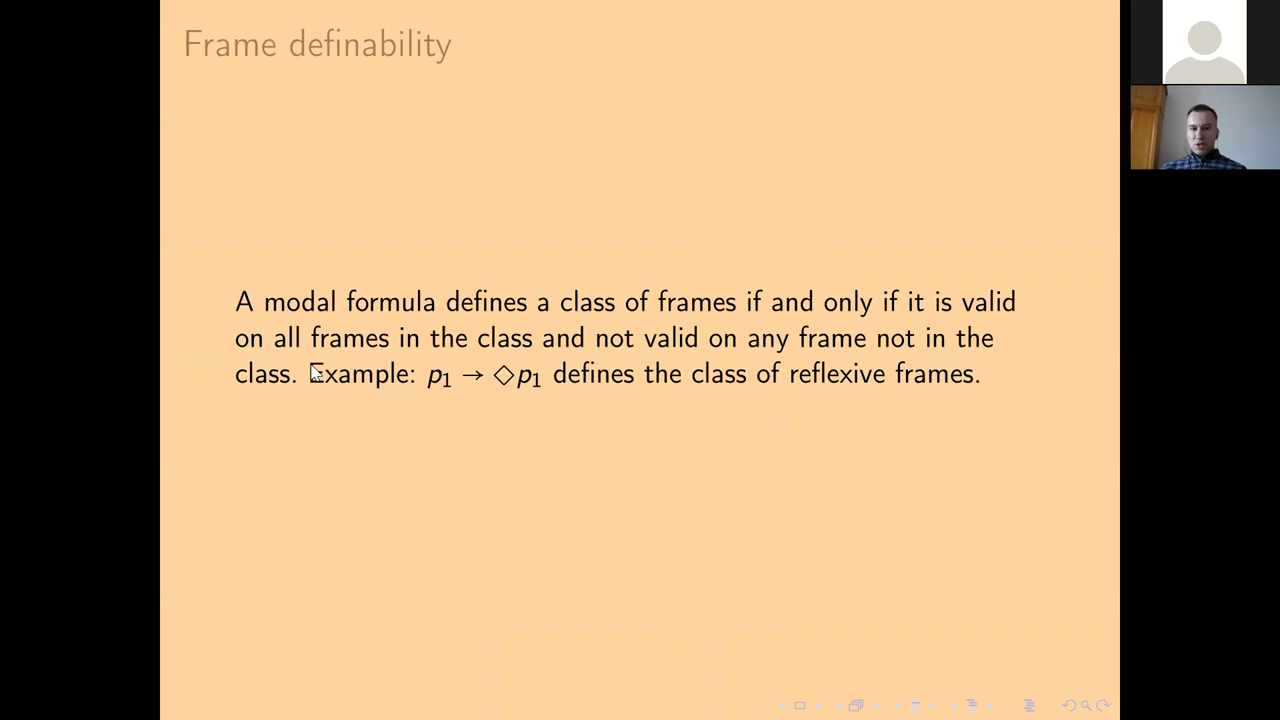 Frame definability
A modal formula defines a class of frames if and only if it is valid
on all frames in the class and not valid on any frame not in the
class. Example: p₁ → ◇p₁ defines the class of reflexive frames.